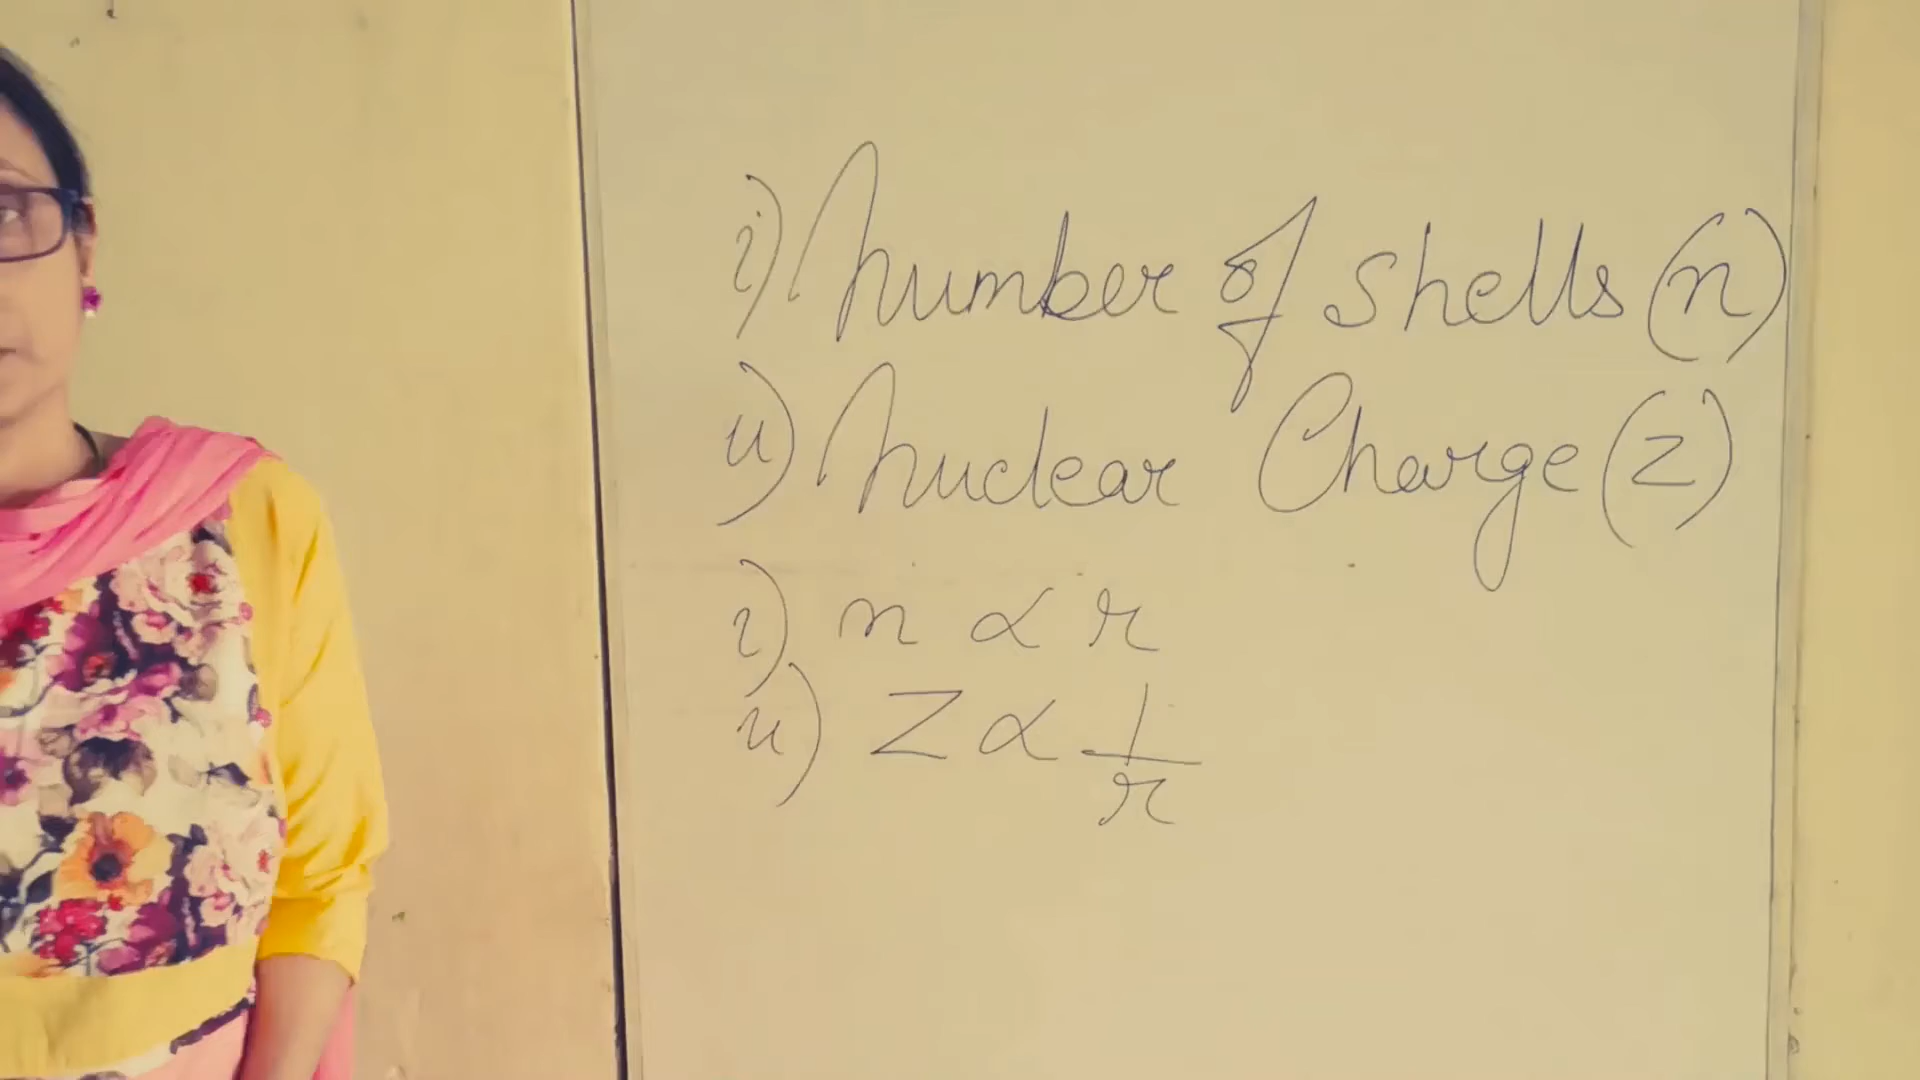 i) Number of shells (n)
ii) Nuclear Charge (Z)
i) n ∝ r
ii) Z ∝ 1/r